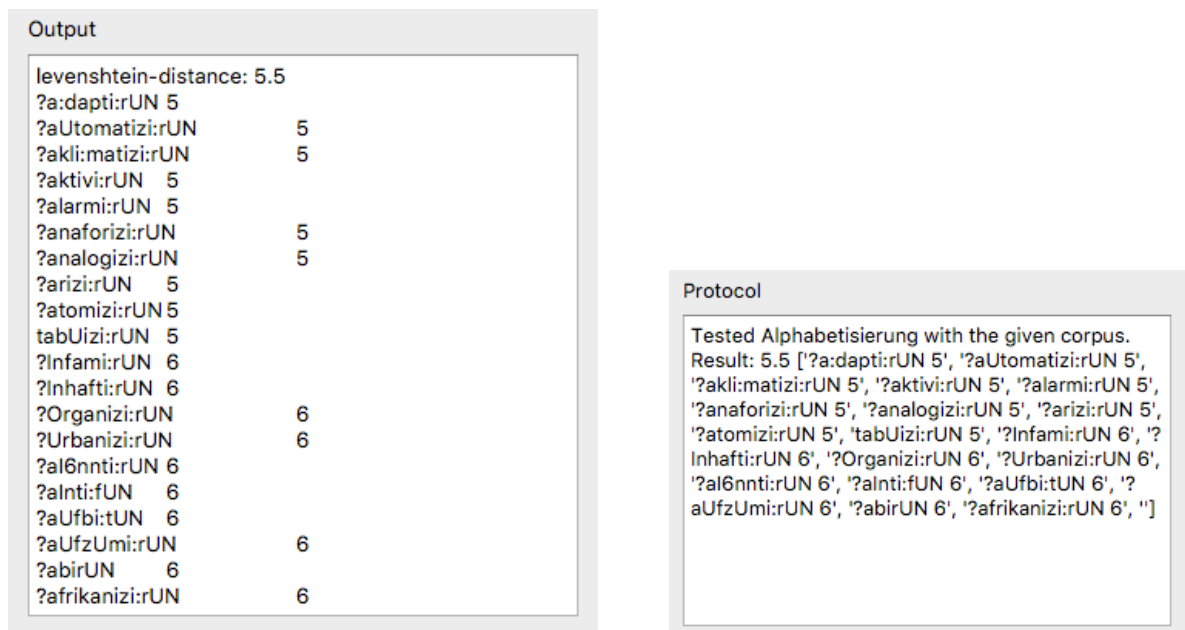 Output
levenshtein-distance: 5.5
?a:dapti:rUN 5
?aUtomatizi:rUN 5
?akli:matizi:rUN 5
?aktivi:rUN 5
?alarmi:rUN 5
?anaforizi:rUN 5
?analogizi:rUN 5
?arizi:rUN 5
?atomizi:rUN 5
tabUizi:rUN 5
?Infami:rUN 6
?Inhafti:rUN 6
?Organizi:rUN 6
?Urbanizi:rUN 6
?al6nnti:rUN 6
?aInti:fUN 6
?aUfbi:tUN 6
?aUfzUmi:rUN 6
?abirUN 6
?afrikanizi:rUN 6
Protocol
Tested Alphabetisierung with the given corpus.
Result: 5.5 ['?a:dapti:rUN 5', '?aUtomatizi:rUN 5',
'?akli:matizi:rUN 5', '?aktivi:rUN 5', '?alarmi:rUN 5',
'?anaforizi:rUN 5', '?analogizi:rUN 5', '?arizi:rUN 5',
'?atomizi:rUN 5', 'tabUizi:rUN 5', '?Infami:rUN 6', '?
Inhafti:rUN 6', '?Organizi:rUN 6', '?Urbanizi:rUN 6',
'?al6nnti:rUN 6', '?aInti:fUN 6', '?aUfbi:tUN 6', '?
aUfzUmi:rUN 6', '?abirUN 6', '?afrikanizi:rUN 6', '']